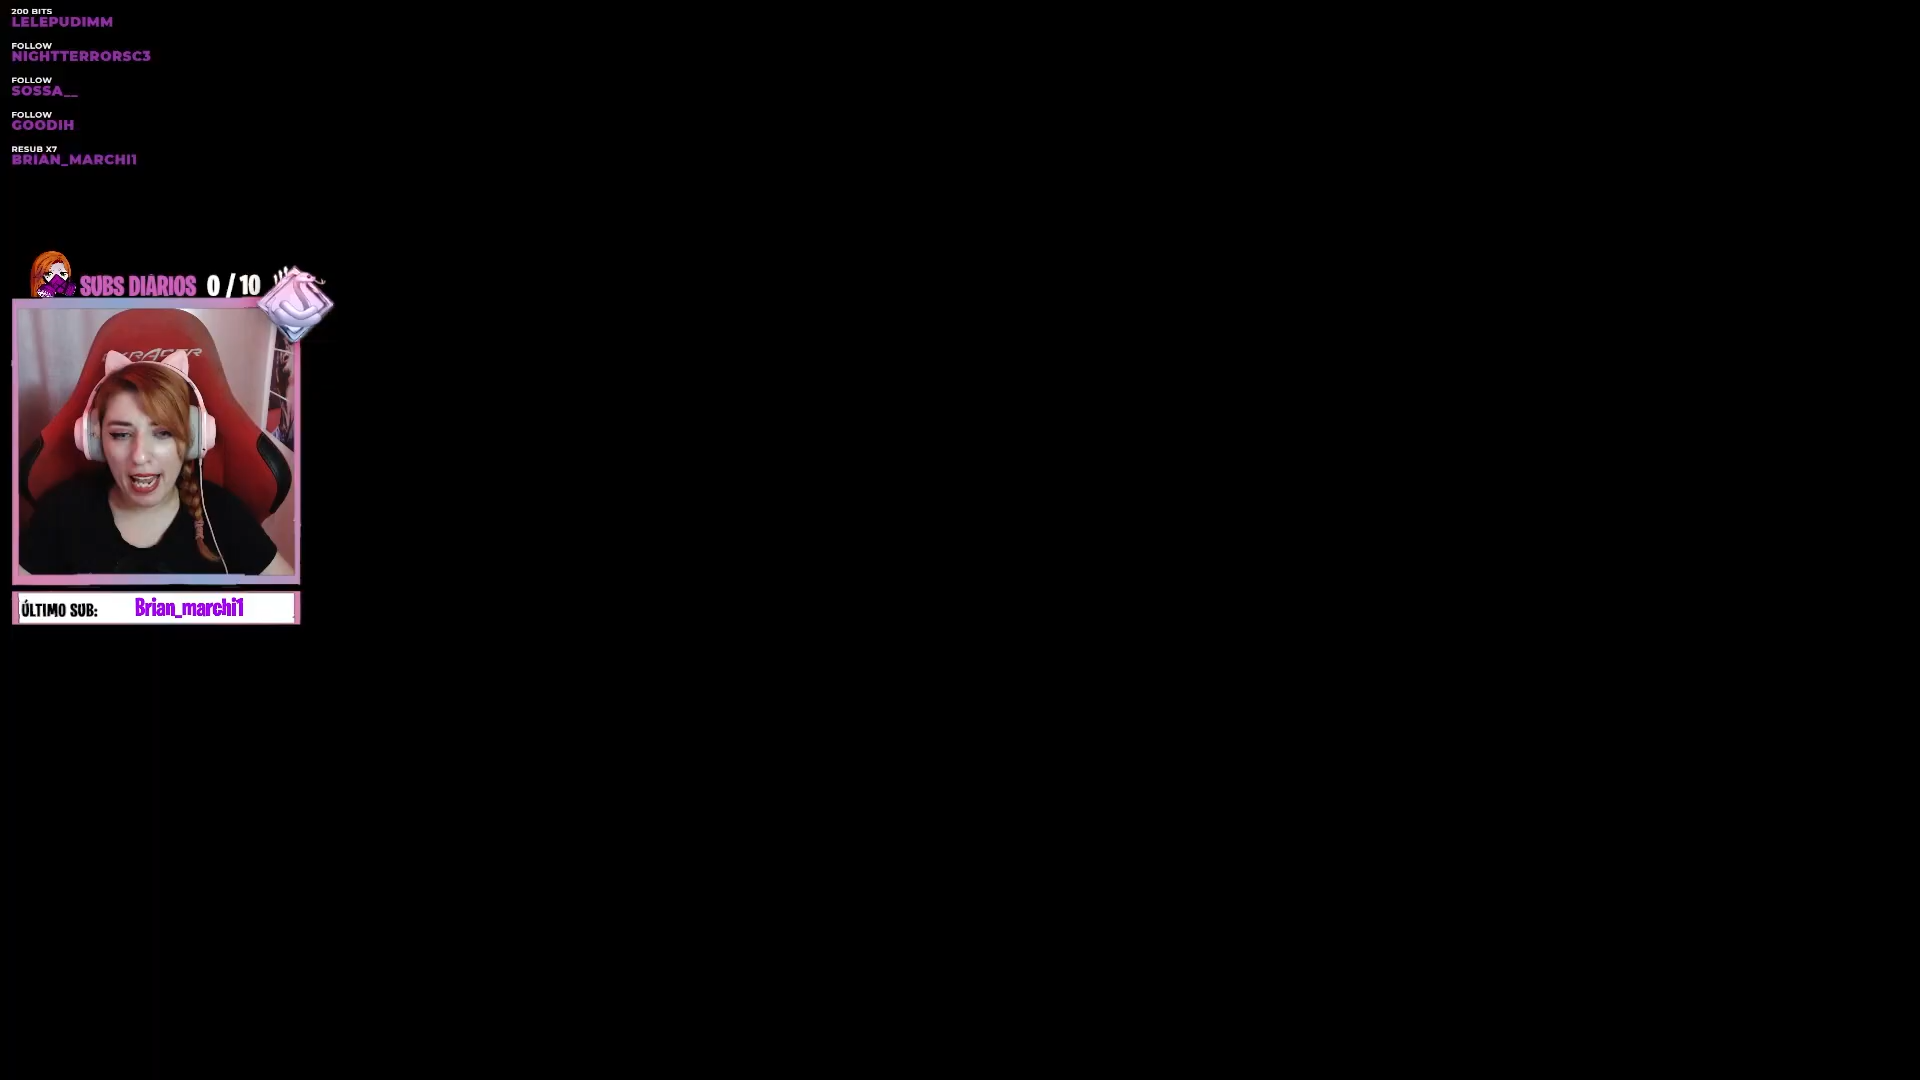 200 BITS
LELEPUDIMM
FOLLOW
NIGHTTERRORSC3
FOLLOW
SOSSA__
FOLLOW
GOODIH
RESUB X7
BRIAN_MARCHI1
SUBS DIÁRIOS 0 / 10
ÚLTIMO SUB: Brian_marchi1